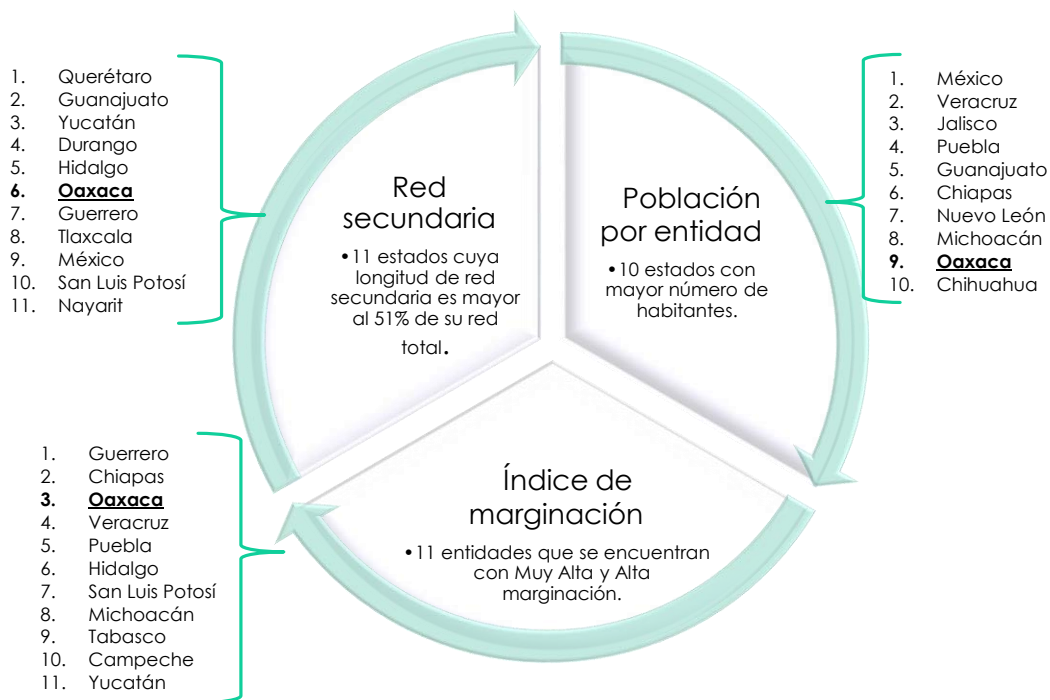 1. Querétaro
2. Guanajuato
3. Yucatán
4. Durango
5. Hidalgo
6. Oaxaca
7. Guerrero
8. Tlaxcala
9. México
10. San Luis Potosí
11. Nayarit
Red
secundaria
•11 estados cuya
longitud de red
secundaria es mayor
al 51% de su red
total.
Población
por entidad
•10 estados con
mayor número de
habitantes.
1. México
2. Veracruz
3. Jalisco
4. Puebla
5. Guanajuato
6. Chiapas
7. Nuevo León
8. Michoacán
9. Oaxaca
10. Chihuahua
1. Guerrero
2. Chiapas
3. Oaxaca
4. Veracruz
5. Puebla
6. Hidalgo
7. San Luis Potosí
8. Michoacán
9. Tabasco
10. Campeche
11. Yucatán
Índice de
marginación
•11 entidades que se encuentran
con Muy Alta y Alta
marginación.